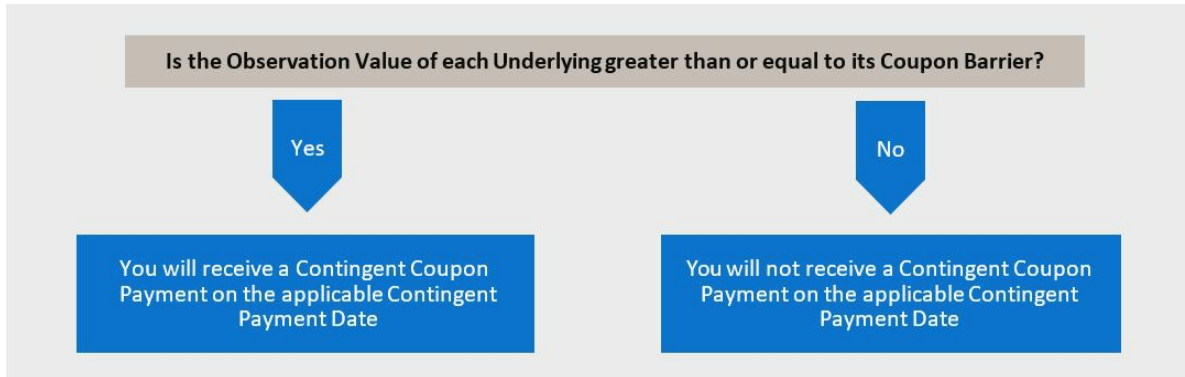 Is the Observation Value of each Underlying greater than or equal to its Coupon Barrier?
Yes
No
You will receive a Contingent Coupon
Payment on the applicable Contingent
Payment Date
You will not receive a Contingent Coupon
Payment on the applicable Contingent
Payment Date